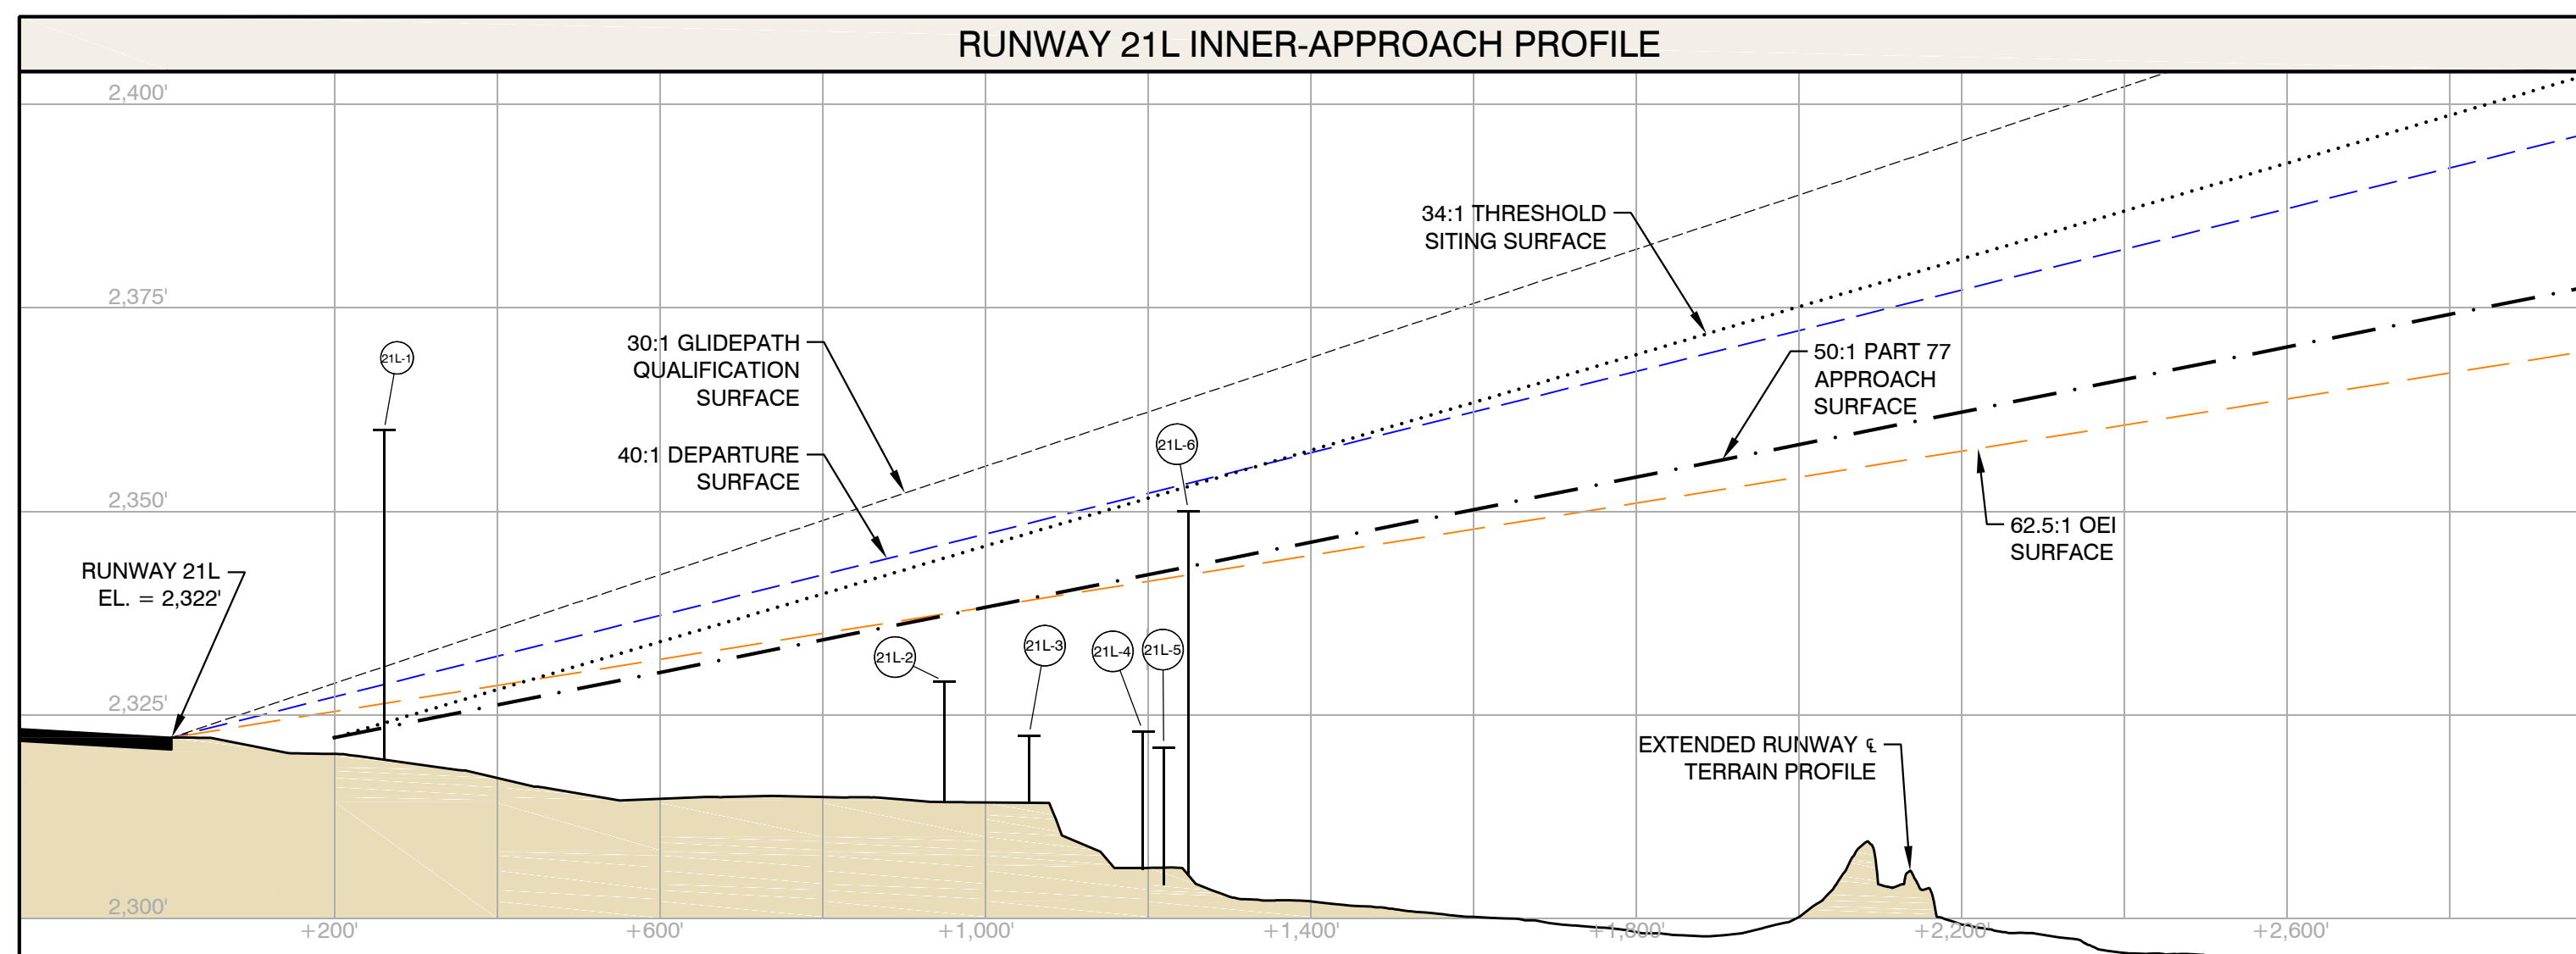 RUNWAY 21L INNER-APPROACH PROFILE
2,400'
34:1 THRESHOLD
SITING SURFACE
2,375'
21L-1
30:1 GLIDEPATH
QUALIFICATION
SURFACE
50:1 PART 77
APPROACH
SURFACE
40:1 DEPARTURE
SURFACE
21L-6
2,350'
62.5:1 OEI
SURFACE
RUNWAY 21L
EL. = 2,322'
21L-2
21L-3
21L-4
21L-5
2,325'
EXTENDED RUNWAY ℄
TERRAIN PROFILE
2,300'
+200'
+600'
+1,000'
+1,400'
+1,800'
+2,200'
+2,600'